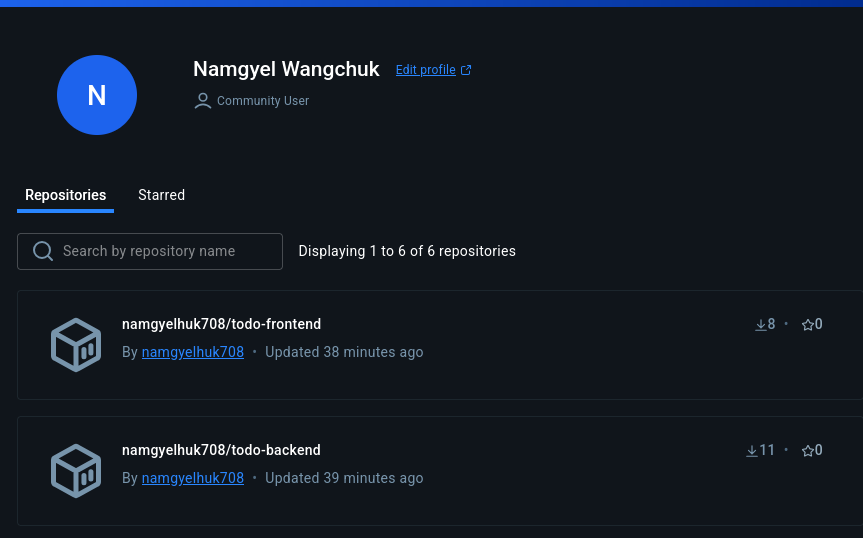 N
Namgyel Wangchuk Edit profile
Community User
Repositories Starred
Search by repository name Displaying 1 to 6 of 6 repositories
namgyelhuk708/todo-frontend 8 • 0
By namgyelhuk708 • Updated 38 minutes ago
namgyelhuk708/todo-backend 11 • 0
By namgyelhuk708 • Updated 39 minutes ago